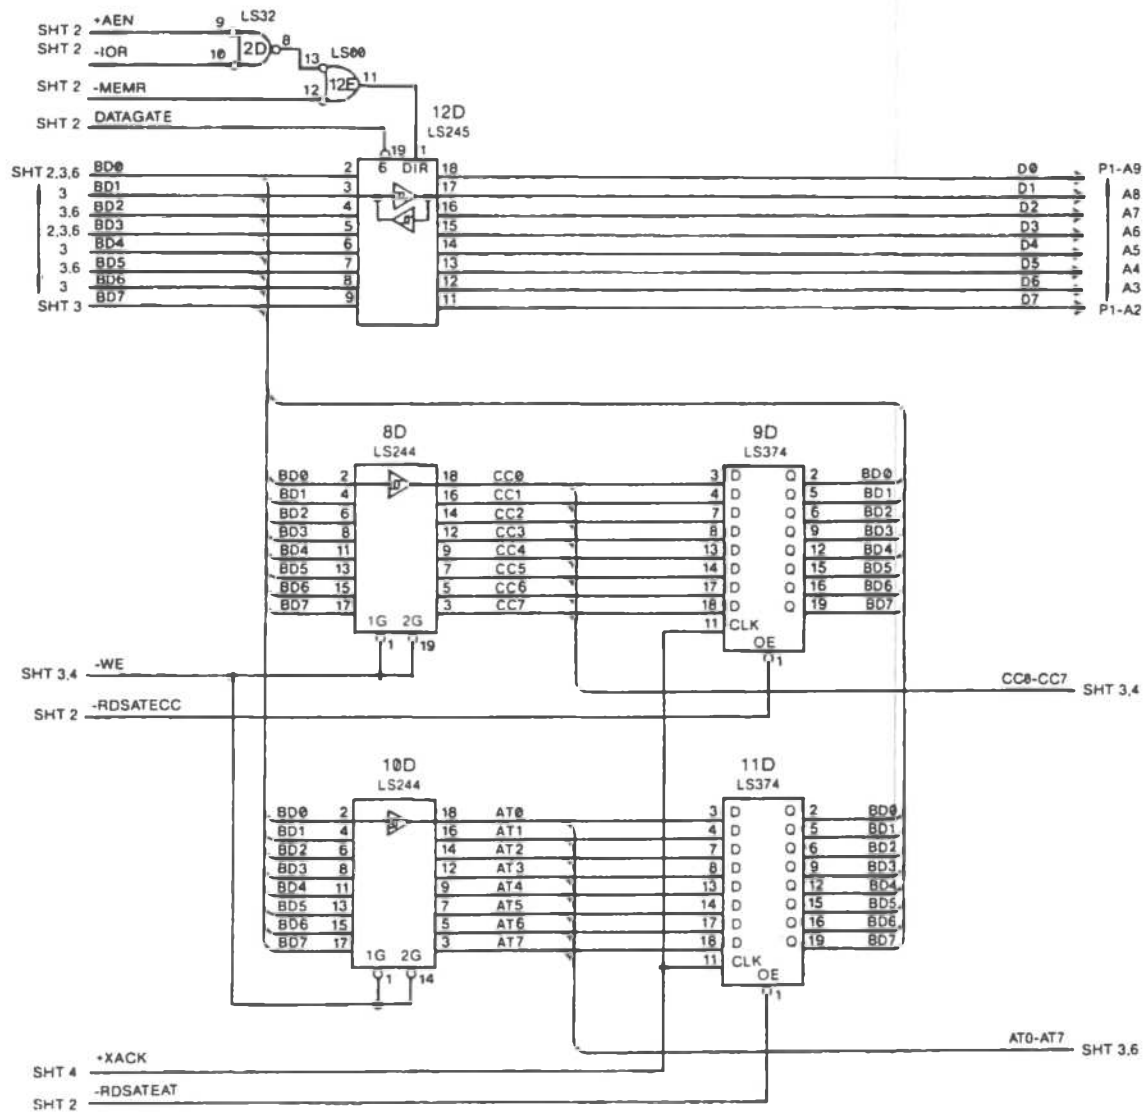 LS32
SHT 2 +AEN 9
SHT 2 -IOR 10 2D 8
LS00
13 12E 11
SHT 2 -MEMR 12
12D
SHT 2 DATAGATE LS245
19 1
6 DIR
SHT 2,3,6 BD0 2 18 D0 P1-A9
3 BD1 3 17 D1 A8
3,6 BD2 4 16 D2 A7
2,3,6 BD3 5 15 D3 A6
3 BD4 6 14 D4 A5
3,6 BD5 7 13 D5 A4
3 BD6 8 12 D6 A3
SHT 3 BD7 9 11 D7 P1-A2
8D 9D
LS244 LS374
BD0 2 18 CC0 3 D Q 2 BD0
BD1 4 16 CC1 4 D Q 5 BD1
BD2 6 14 CC2 7 D Q 6 BD2
BD3 8 12 CC3 8 D Q 9 BD3
BD4 11 9 CC4 13 D Q 12 BD4
BD5 13 7 CC5 14 D Q 15 BD5
BD6 15 5 CC6 17 D Q 16 BD6
BD7 17 3 CC7 18 D Q 19 BD7
1G 2G 11 CLK
1 19 OE
1
SHT 3,4 -WE
CC0-CC7 SHT 3,4
SHT 2 -RDSATECC
10D 11D
LS244 LS374
BD0 2 18 AT0 3 D Q 2 BD0
BD1 4 16 AT1 4 D Q 5 BD1
BD2 6 14 AT2 7 D Q 6 BD2
BD3 8 12 AT3 8 D Q 9 BD3
BD4 11 9 AT4 13 D Q 12 BD4
BD5 13 7 AT5 14 D Q 15 BD5
BD6 15 5 AT6 17 D Q 16 BD6
BD7 17 3 AT7 18 D Q 19 BD7
1G 2G 11 CLK
1 14 OE
1
AT0-AT7 SHT 3,6
SHT 4 +XACK
SHT 2 -RDSATEAT